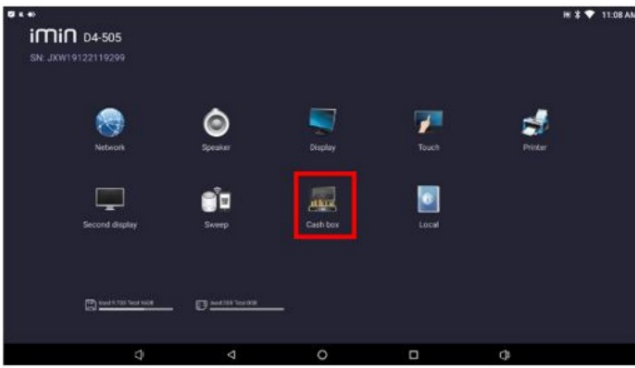 11:08 AM
imin D4-505
SN: JXW19122119299
Network
Speaker
Display
Touch
Printer
Second display
Sweep
Cash box
Local